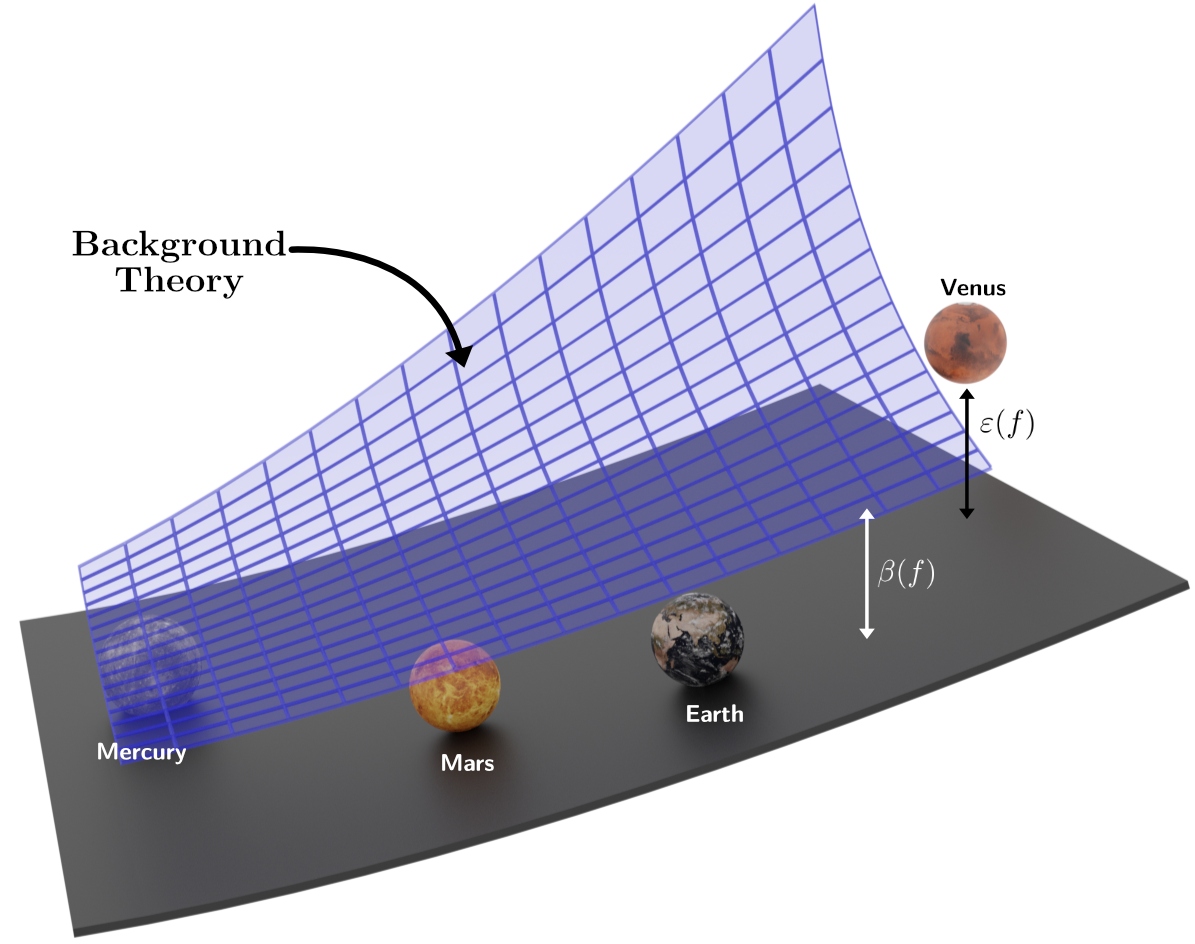 Background
Theory
Venus
ε(f)
β(f)
Earth
Mercury
Mars